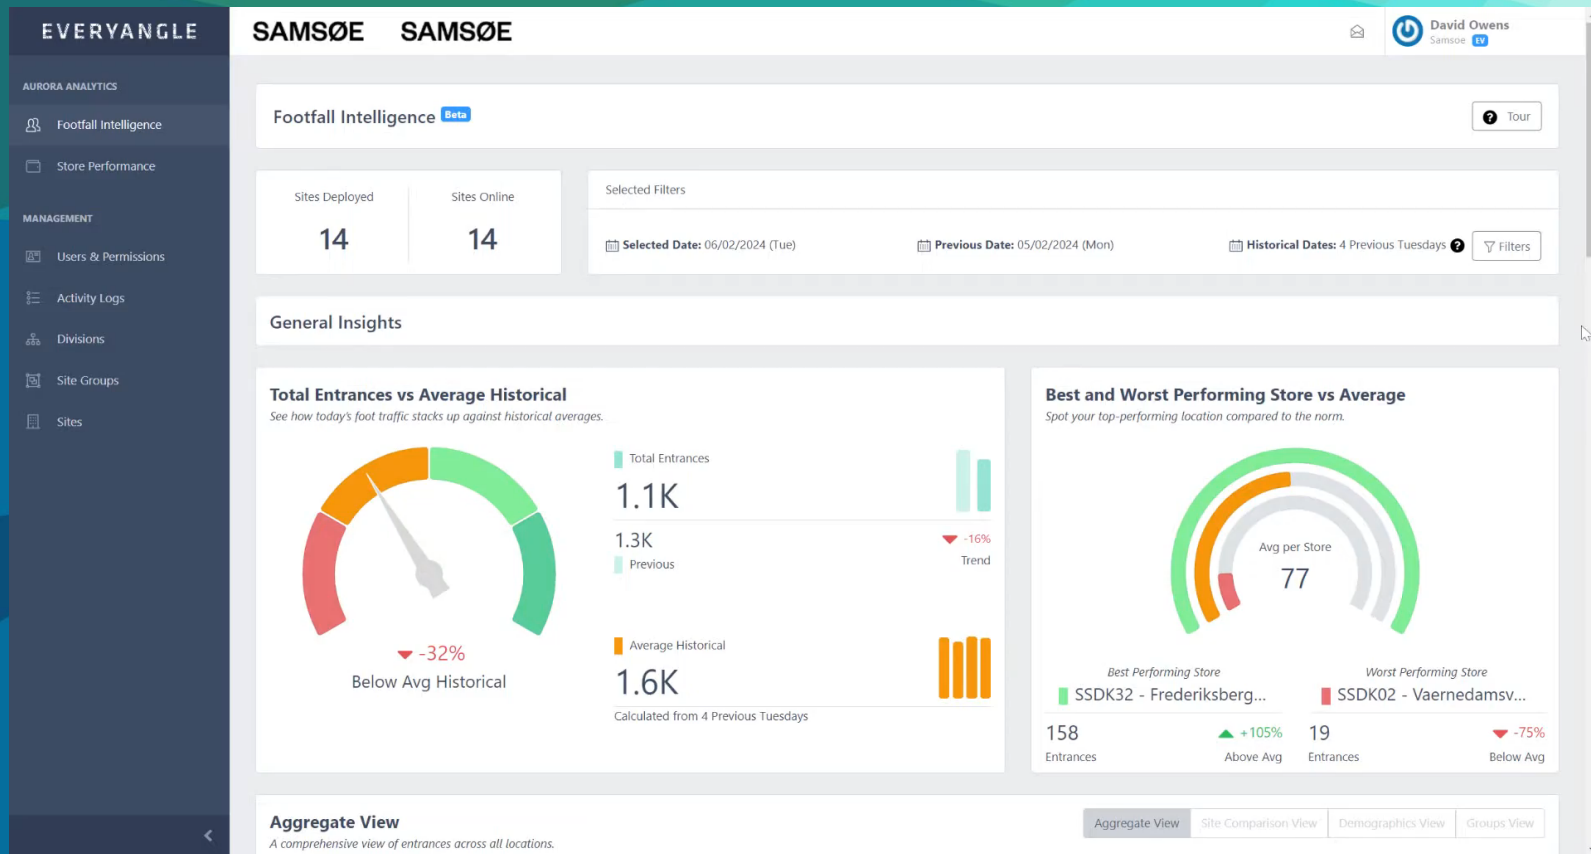 EVERYANGLE
SAMSØE SAMSØE
David Owens
Samsoe EV
AURORA ANALYTICS
Footfall Intelligence
Store Performance
MANAGEMENT
Users & Permissions
Activity Logs
Divisions
Site Groups
Sites
Footfall Intelligence Beta
? Tour
Sites Deployed
14
Sites Online
14
Selected Filters
Selected Date: 06/02/2024 (Tue)
Previous Date: 05/02/2024 (Mon)
Historical Dates: 4 Previous Tuesdays ?
Filters
General Insights
Total Entrances vs Average Historical
See how today's foot traffic stacks up against historical averages.
-32%
Below Avg Historical
Total Entrances
1.1K
1.3K
Previous
-16%
Trend
Average Historical
1.6K
Calculated from 4 Previous Tuesdays
Best and Worst Performing Store vs Average
Spot your top-performing location compared to the norm.
Avg per Store
77
Best Performing Store
SSDK32 - Frederiksberg...
158
Entrances
+105%
Above Avg
Worst Performing Store
SSDK02 - Vaernedamsv...
19
Entrances
-75%
Below Avg
Aggregate View
A comprehensive view of entrances across all locations.
Aggregate View
Site Comparison View
Demographics View
Groups View